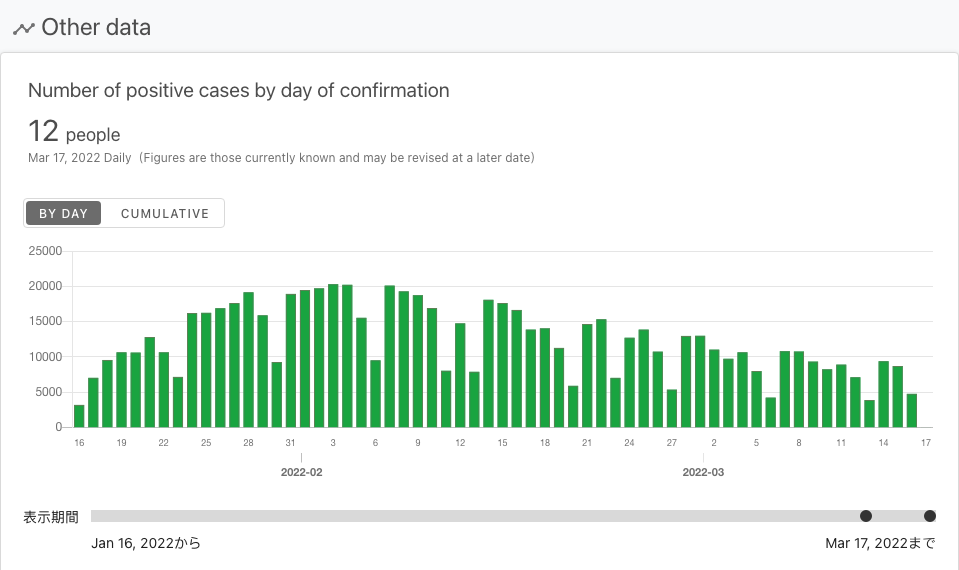 Other data
Number of positive cases by day of confirmation
12 people
Mar 17, 2022 Daily (Figures are those currently known and may be revised at a later date)
BY DAY CUMULATIVE
25000
20000
15000
10000
5000
0
16 19 22 25 28 31 3 6 9 12 15 18 21 24 27 2 5 8 11 14 17
2022-02 2022-03
表示期間
Jan 16, 2022から Mar 17, 2022まで